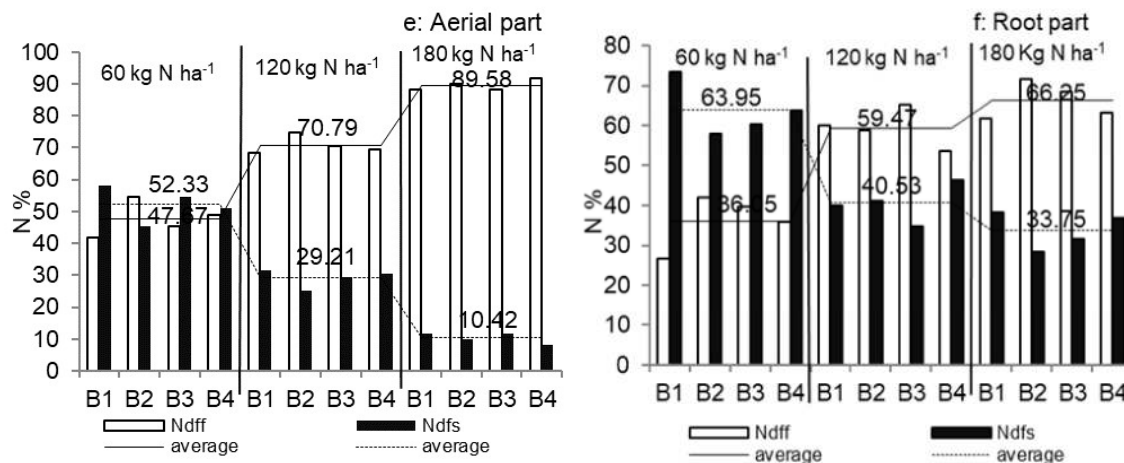 e: Aerial part
100
90
80
70
60
50
40
30
20
10
0
N %
60 kg N ha-1
120 kg N ha-1
180 kg N ha-1
52.33
47.67
70.79
29.21
89.58
10.42
B1 B2 B3 B4 B1 B2 B3 B4 B1 B2 B3 B4
Ndff Ndfs
average average
f: Root part
80
70
60
50
40
30
20
10
0
N %
60 kg N ha-1
120 kg N ha-1
180 Kg N ha-1
63.95
59.47
40.53
66.25
33.75
B1 B2 B3 B4 B1 B2 B3 B4 B1 B2 B3 B4
Ndff Ndfs
average average